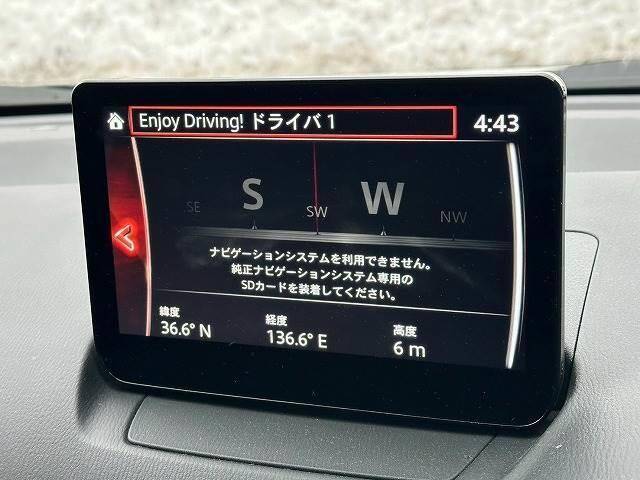 Enjoy Driving! ドライバ 1
4:43
SE S SW W NW
ナビゲーションシステムを利用できません。
純正ナビゲーションシステム専用の
SDカードを装着してください。
緯度 経度 高度
36.6° N 136.6° E 6 m